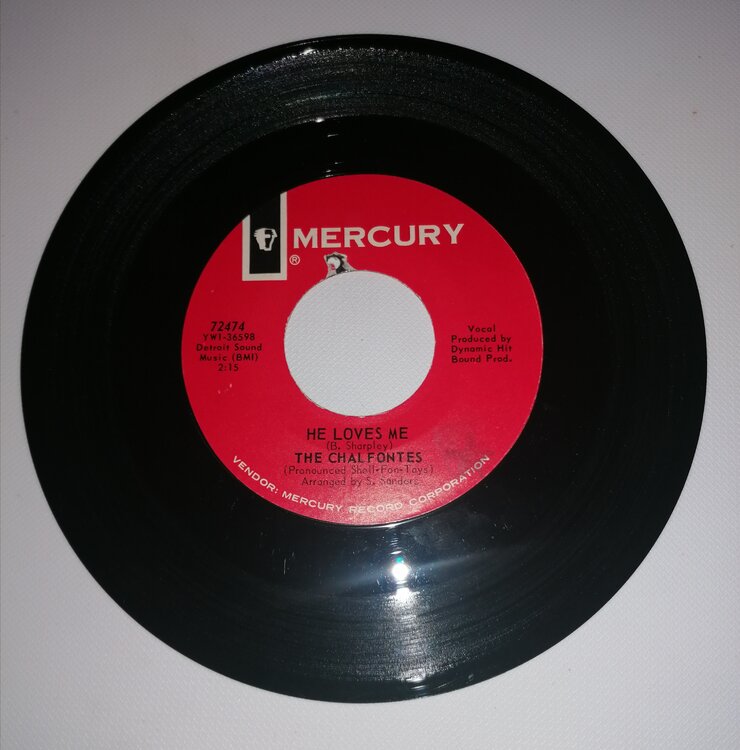 MERCURY
®
72474
YW1-36598
Detroit Sound
Music (BMI)
2:15
Vocal
Produced by
Dynamic Hit
Bound Prod.
HE LOVES ME
(B. Sharpley)
THE CHALFONTES
(Pronounced Shell-Fon-Tays)
Arranged by S. Sanders
VENDOR: MERCURY RECORD CORPORATION